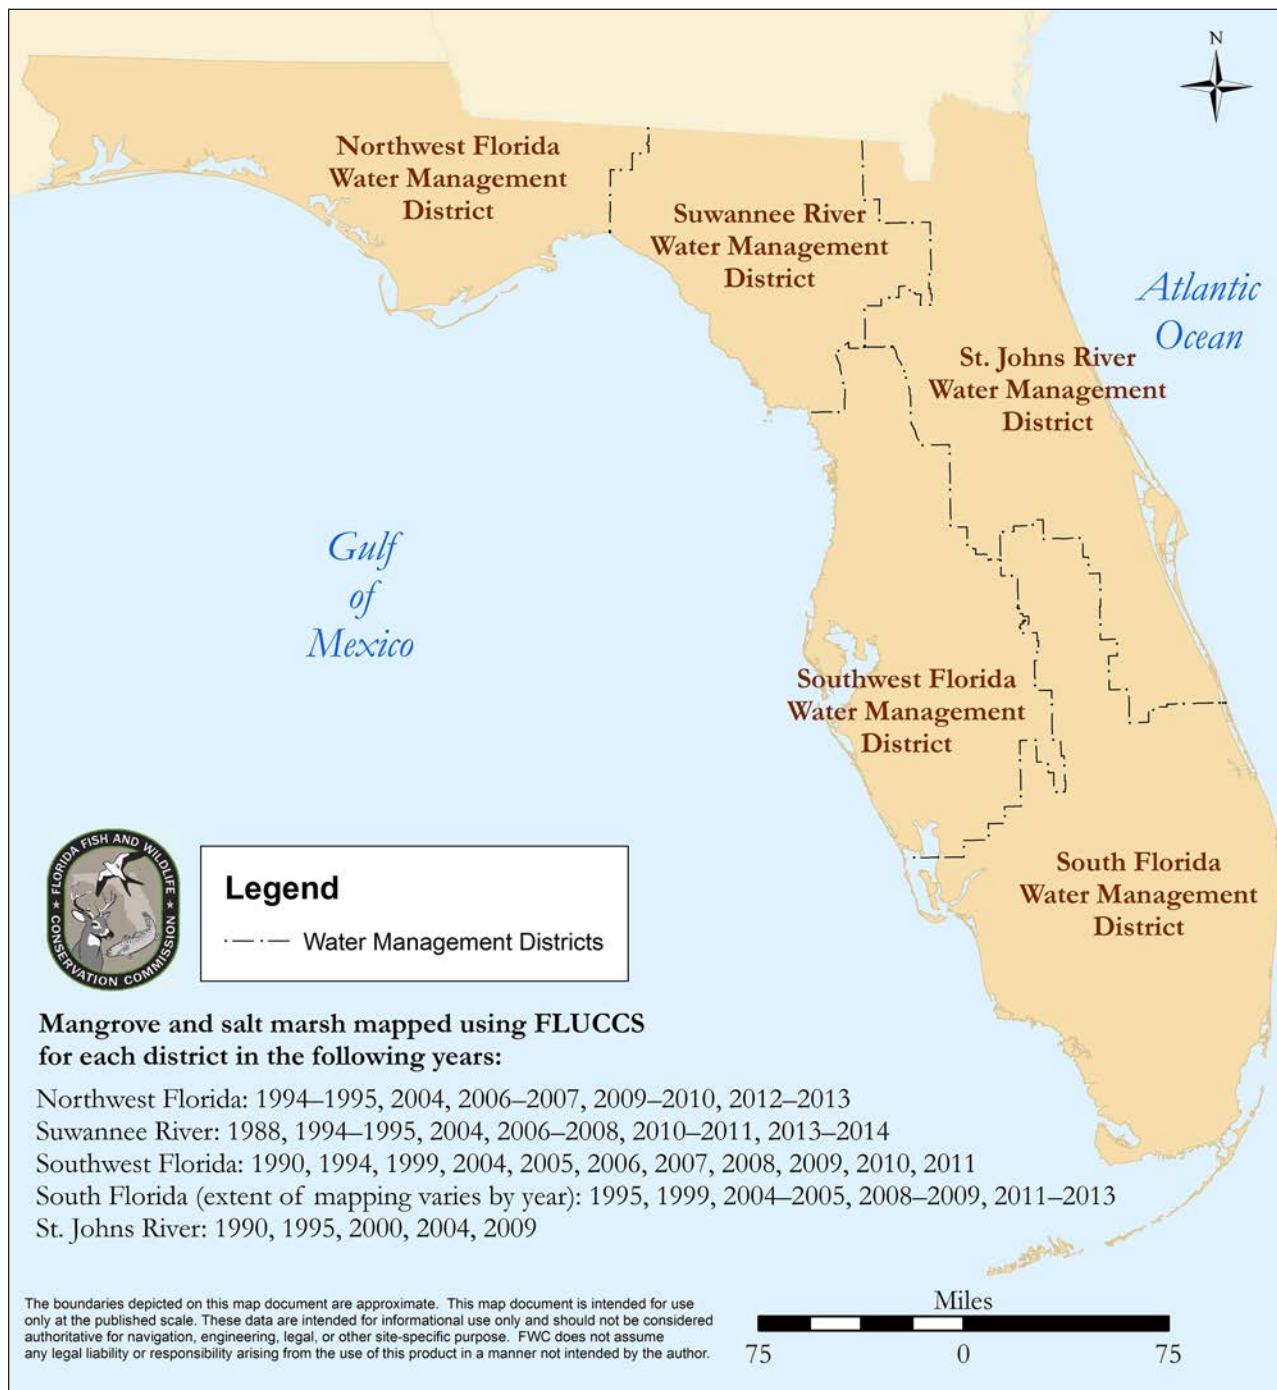 N
Northwest Florida
Water Management
District
Suwannee River
Water Management
District
Atlantic
Ocean
St. Johns River
Water Management
District
Gulf
of
Mexico
Southwest Florida
Water Management
District
South Florida
Water Management
District
FLORIDA FISH AND WILDLIFE
CONSERVATION COMMISSION
Legend
Water Management Districts
Mangrove and salt marsh mapped using FLUCCS
for each district in the following years:
Northwest Florida: 1994–1995, 2004, 2006–2007, 2009–2010, 2012–2013
Suwannee River: 1988, 1994–1995, 2004, 2006–2008, 2010–2011, 2013–2014
Southwest Florida: 1990, 1994, 1999, 2004, 2005, 2006, 2007, 2008, 2009, 2010, 2011
South Florida (extent of mapping varies by year): 1995, 1999, 2004–2005, 2008–2009, 2011–2013
St. Johns River: 1990, 1995, 2000, 2004, 2009
The boundaries depicted on this map document are approximate. This map document is intended for use
only at the published scale. These data are intended for informational use only and should not be considered
authoritative for navigation, engineering, legal, or other site-specific purpose. FWC does not assume
any legal liability or responsibility arising from the use of this product in a manner not intended by the author.
Miles
75 0 75